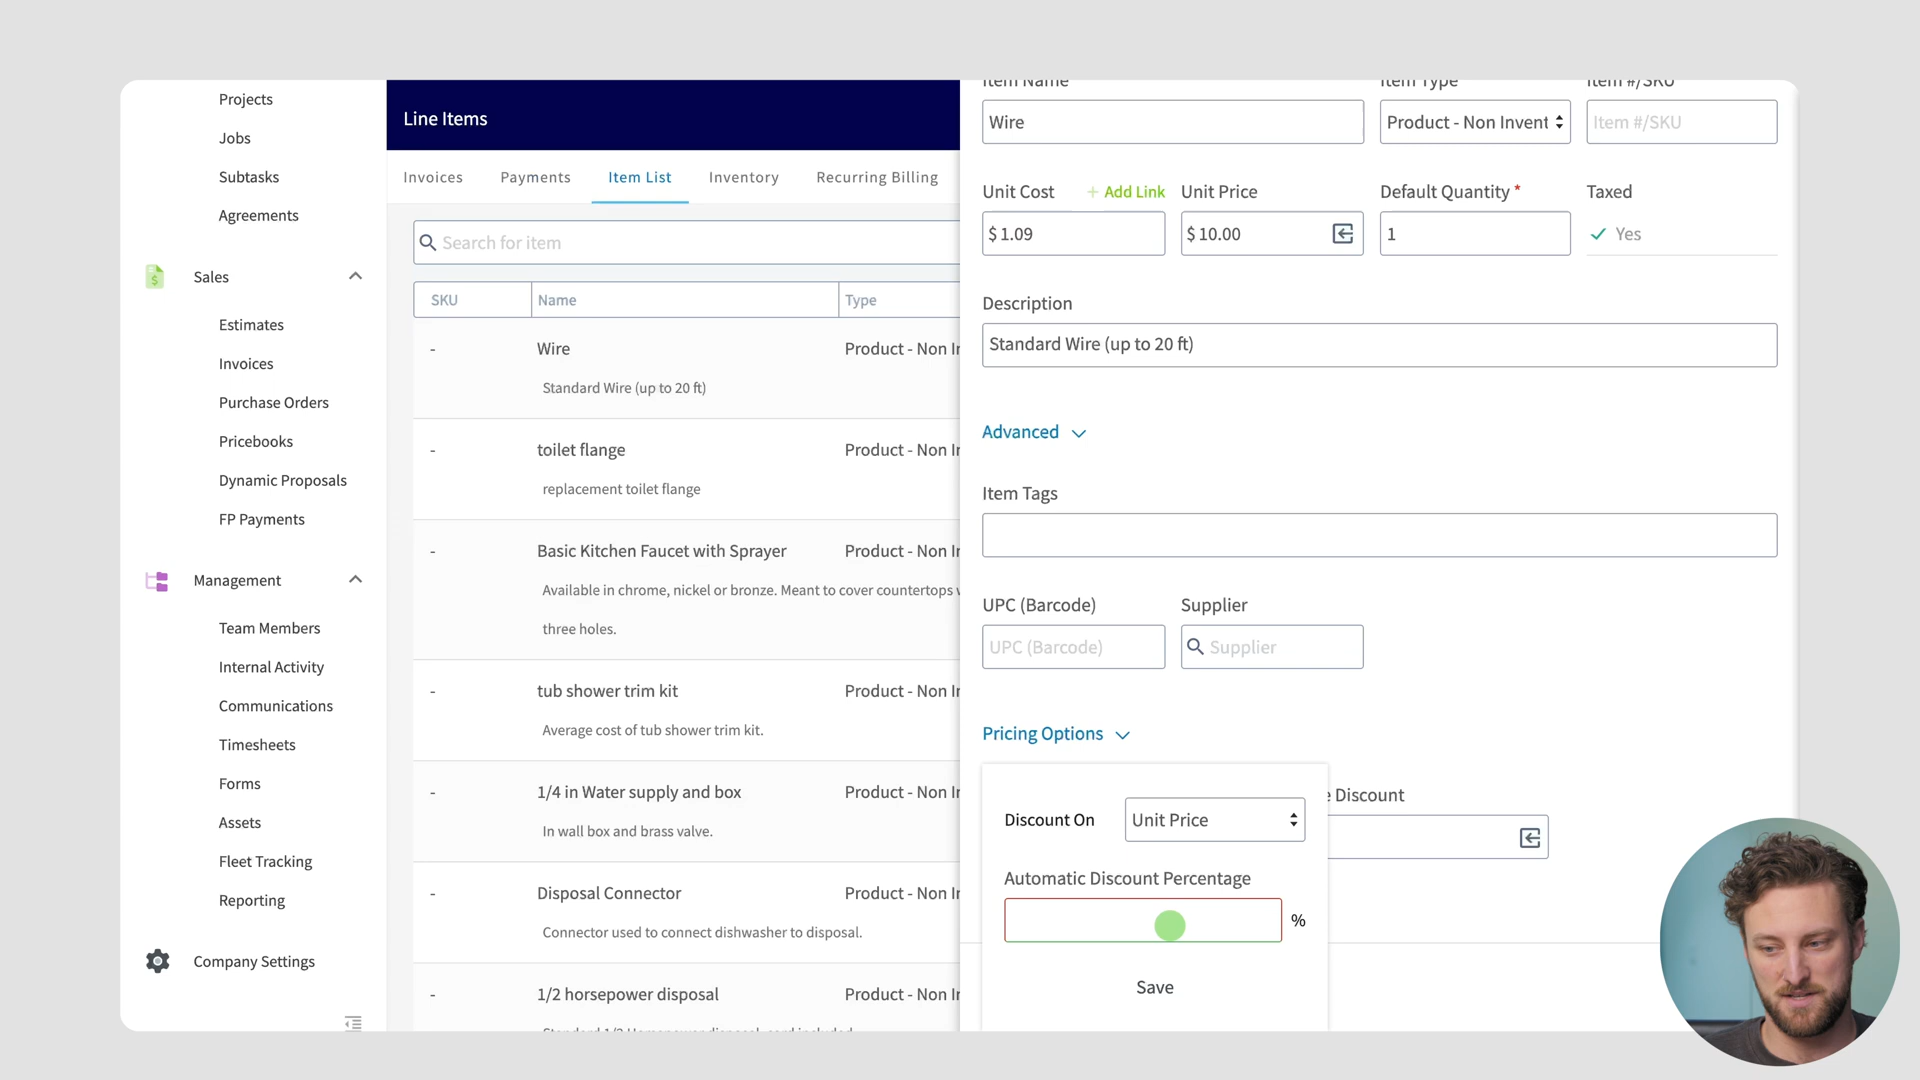 Projects
Jobs
Subtasks
Agreements
Sales
Estimates
Invoices
Purchase Orders
Pricebooks
Dynamic Proposals
FP Payments
Management
Team Members
Internal Activity
Communications
Timesheets
Forms
Assets
Fleet Tracking
Reporting
Company Settings
Line Items
Invoices Payments Item List Inventory Recurring Billing
Search for item
SKU Name Type
- Wire Product - Non In
Standard Wire (up to 20 ft)
- toilet flange Product - Non In
replacement toilet flange
- Basic Kitchen Faucet with Sprayer Product - Non In
Available in chrome, nickel or bronze. Meant to cover countertops w
three holes.
- tub shower trim kit Product - Non In
Average cost of tub shower trim kit.
- 1/4 in Water supply and box Product - Non In
In wall box and brass valve.
- Disposal Connector Product - Non In
Connector used to connect dishwasher to disposal.
- 1/2 horsepower disposal Product - Non In
Item Name Item Type Item #/SKU
Wire Product - Non Invent Item #/SKU
Unit Cost + Add Link Unit Price Default Quantity * Taxed
$ 1.09 $ 10.00 1 Yes
Description
Standard Wire (up to 20 ft)
Advanced
Item Tags
UPC (Barcode) Supplier
UPC (Barcode) Supplier
Pricing Options
e Discount
Discount On Unit Price
Automatic Discount Percentage
%
Save